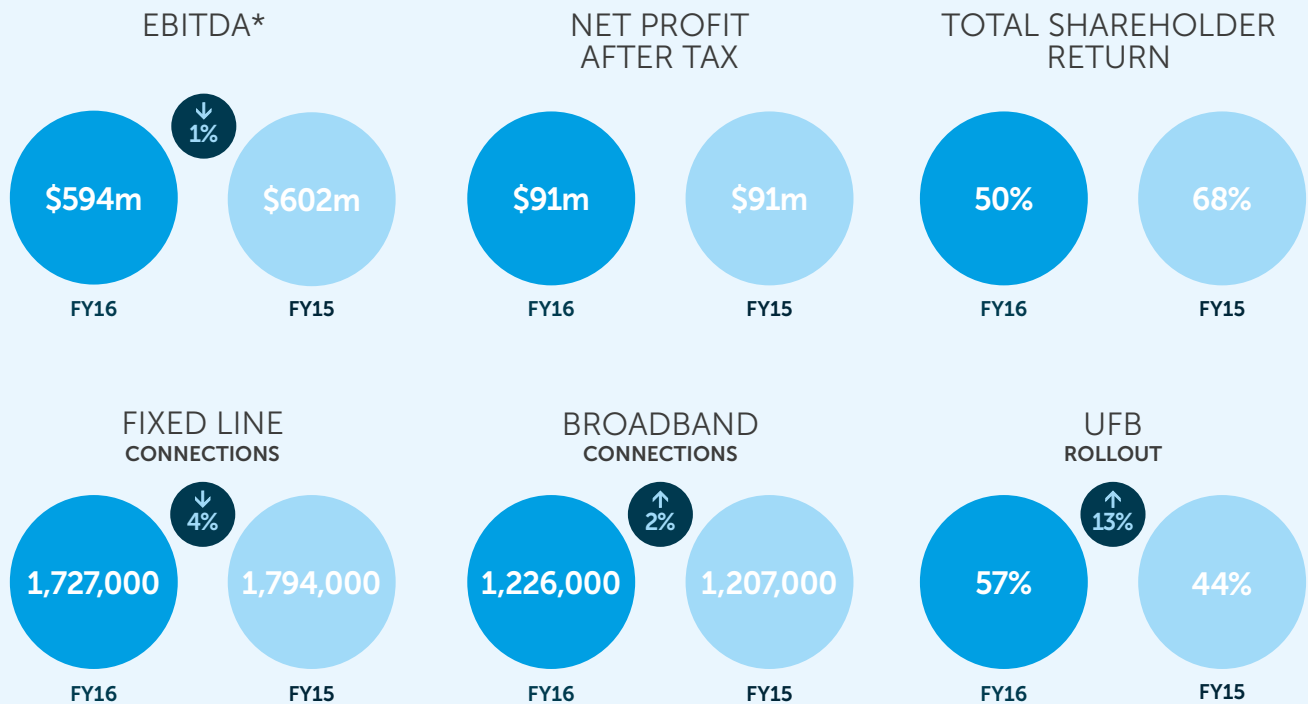 EBITDA*
↓
1%
$594m
$602m
FY16
FY15
NET PROFIT
AFTER TAX
$91m
$91m
FY16
FY15
TOTAL SHAREHOLDER
RETURN
50%
68%
FY16
FY15
FIXED LINE
CONNECTIONS
↓
4%
1,727,000
1,794,000
FY16
FY15
BROADBAND
CONNECTIONS
↑
2%
1,226,000
1,207,000
FY16
FY15
UFB
ROLLOUT
↑
13%
57%
44%
FY16
FY15